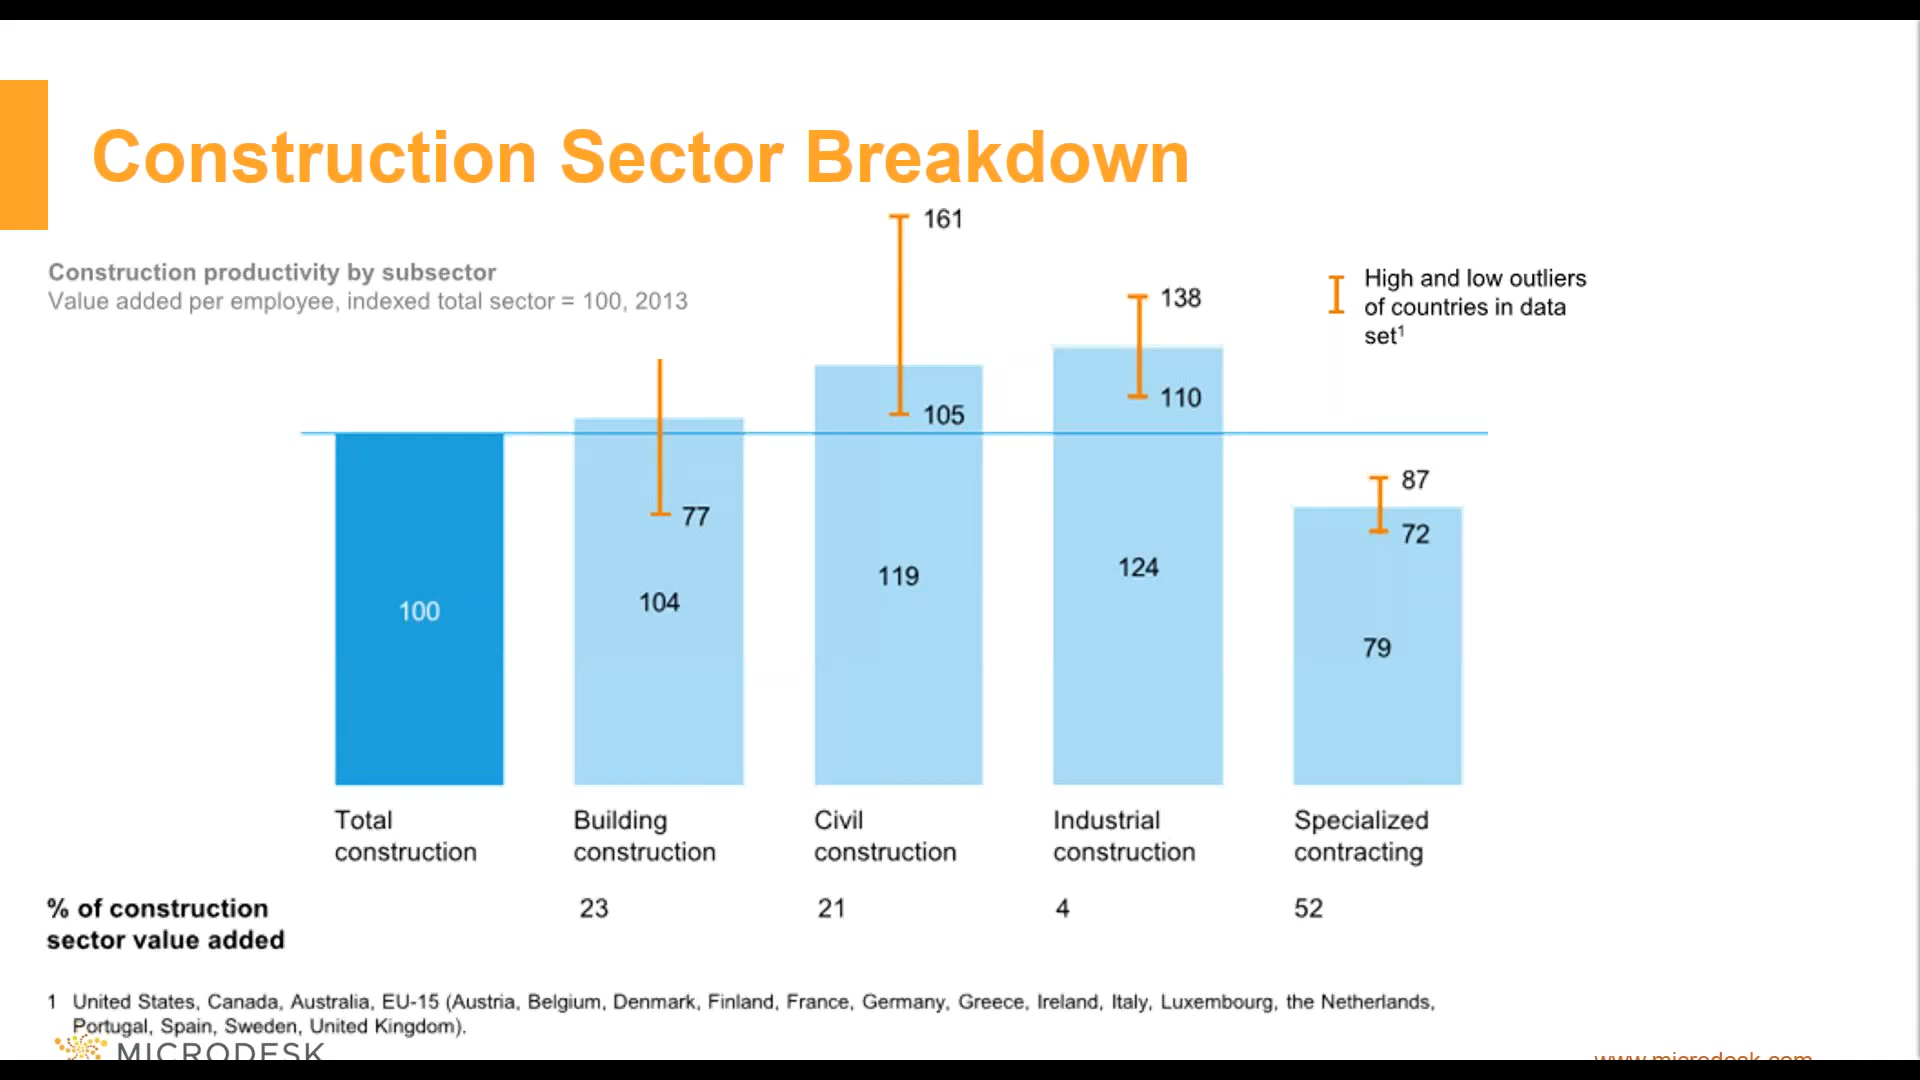 Construction Sector Breakdown
Construction productivity by subsector
Value added per employee, indexed total sector = 100, 2013
161
138
High and low outliers
of countries in data
set¹
105
110
77
87
72
100
104
119
124
79
Total
construction
Building
construction
Civil
construction
Industrial
construction
Specialized
contracting
% of construction
sector value added
23
21
4
52
1 United States, Canada, Australia, EU-15 (Austria, Belgium, Denmark, Finland, France, Germany, Greece, Ireland, Italy, Luxembourg, the Netherlands,
Portugal, Spain, Sweden, United Kingdom).
MICRODESK
www.microdesk.com